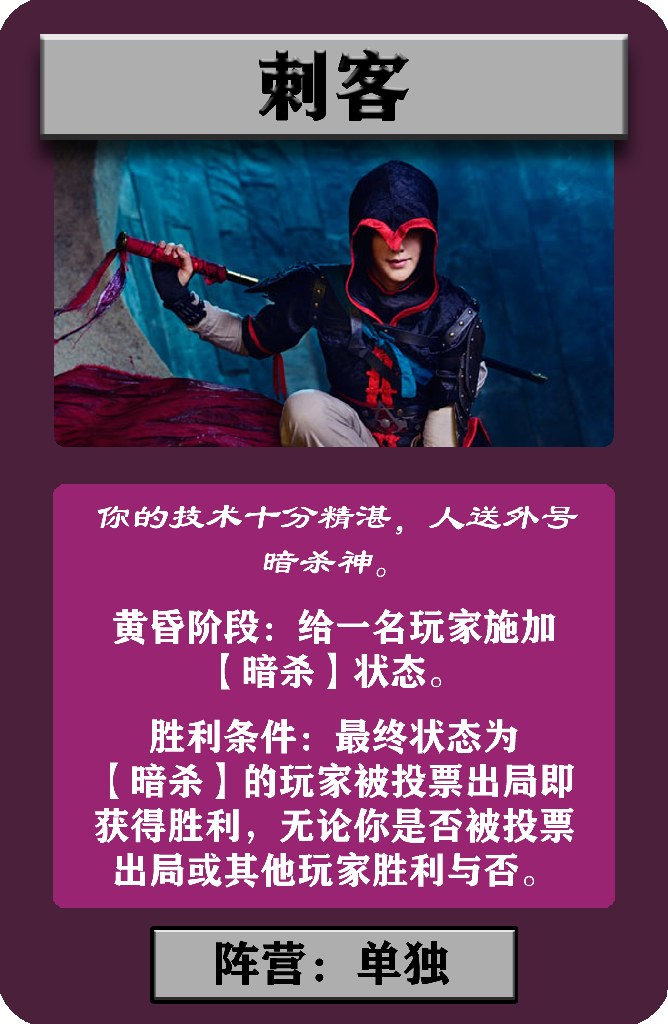 刺客
你的技术十分精湛，人送外号
暗杀神。
黄昏阶段：给一名玩家施加
【暗杀】状态。
胜利条件：最终状态为
【暗杀】的玩家被投票出局即
获得胜利，无论你是否被投票
出局或其他玩家胜利与否。
阵营：单独